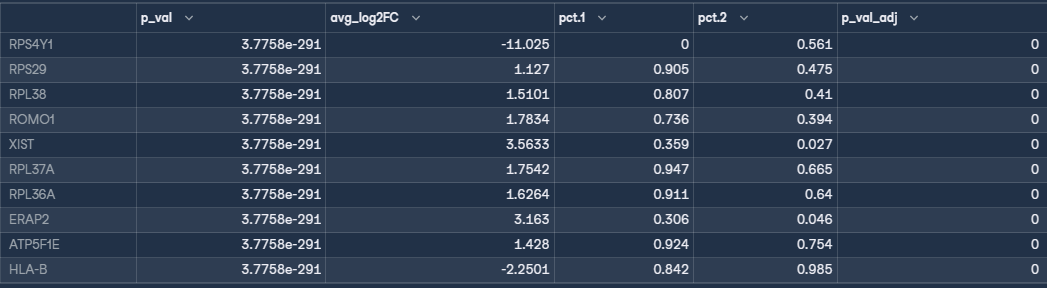 p_val avg_log2FC pct.1 pct.2 p_val_adj
RPS4Y1 3.7758e-291 -11.025 0 0.561 0
RPS29 3.7758e-291 1.127 0.905 0.475 0
RPL38 3.7758e-291 1.5101 0.807 0.41 0
ROMO1 3.7758e-291 1.7834 0.736 0.394 0
XIST 3.7758e-291 3.5633 0.359 0.027 0
RPL37A 3.7758e-291 1.7542 0.947 0.665 0
RPL36A 3.7758e-291 1.6264 0.911 0.64 0
ERAP2 3.7758e-291 3.163 0.306 0.046 0
ATP5F1E 3.7758e-291 1.428 0.924 0.754 0
HLA-B 3.7758e-291 -2.2501 0.842 0.985 0